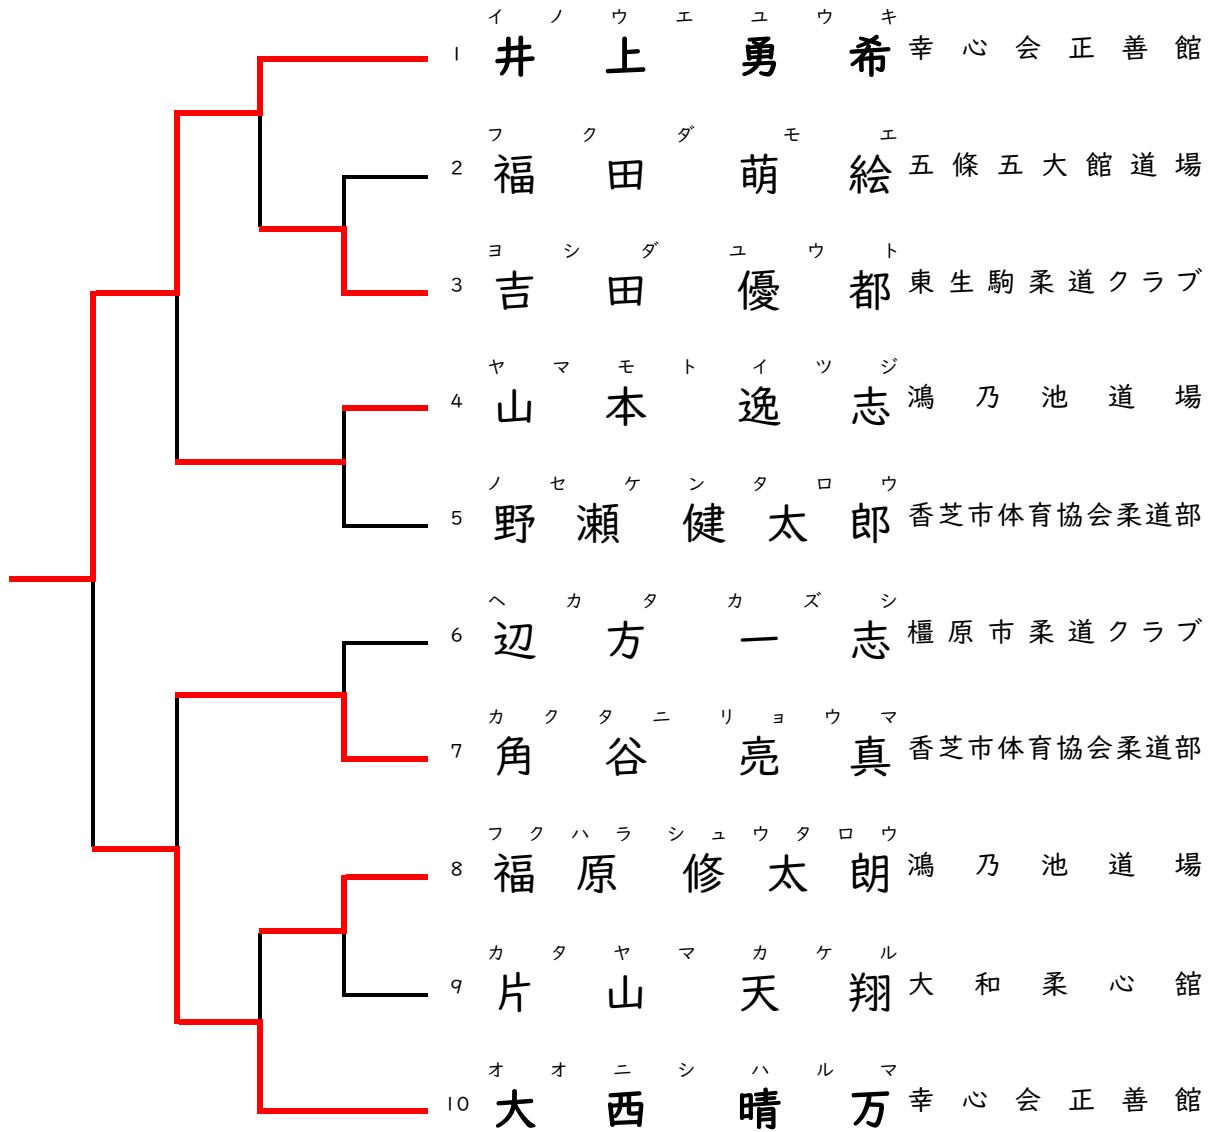 イノウエユウキ
1 井上勇希 幸心会正善館
フクダモエ
2 福田萌絵 五條五大館道場
ヨシダユウト
3 吉田優都 東生駒柔道クラブ
ヤマモトイツジ
4 山本逸志 鴻乃池道場
ノセケンタロウ
5 野瀬健太郎 香芝市体育協会柔道部
ヘカタカズシ
6 辺方一志 橿原市柔道クラブ
カクタニリョウマ
7 角谷亮真 香芝市体育協会柔道部
フクハラシュウタロウ
8 福原修太朗 鴻乃池道場
カタヤマカケル
9 片山天翔 大和柔心舘
オオニシハルマ
10 大西晴万 幸心会正善館